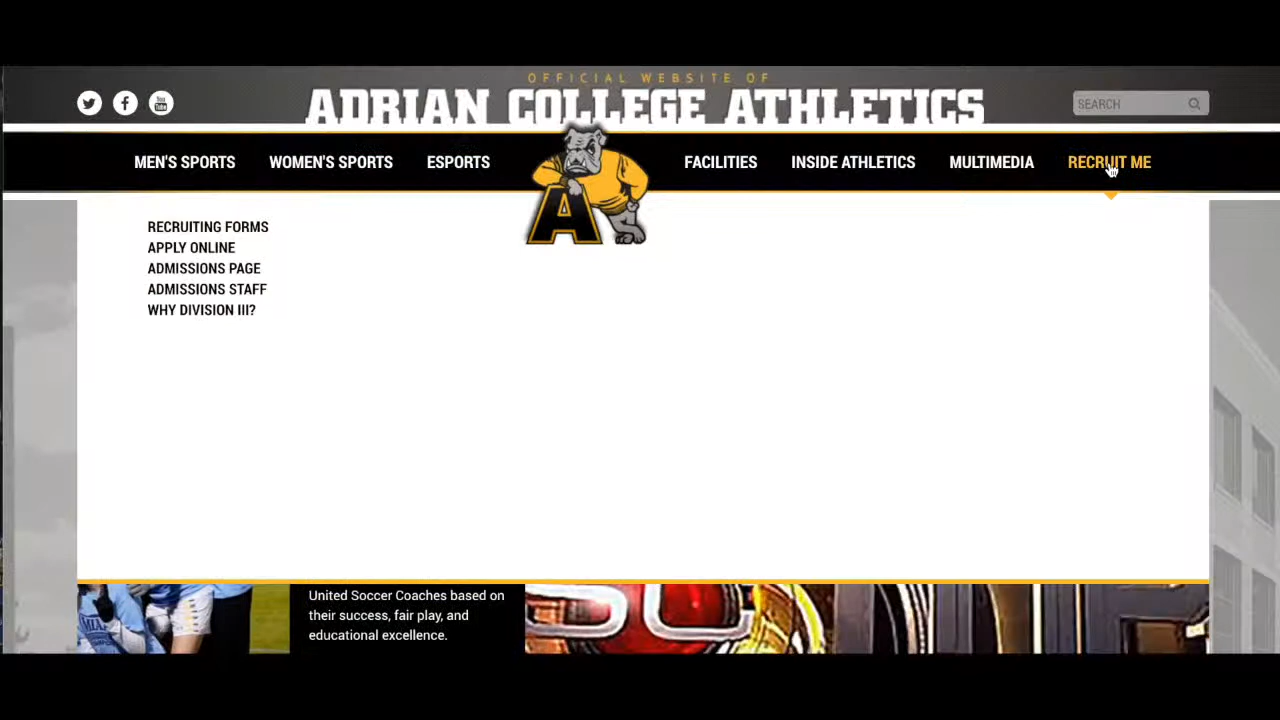 OFFICIAL WEBSITE OF
ADRIAN COLLEGE ATHLETICS
You
Tube
SEARCH
MEN'S SPORTS WOMEN'S SPORTS ESPORTS FACILITIES INSIDE ATHLETICS MULTIMEDIA RECRUIT ME
A
RECRUITING FORMS
APPLY ONLINE
ADMISSIONS PAGE
ADMISSIONS STAFF
WHY DIVISION III?
United Soccer Coaches based on
their success, fair play, and
educational excellence.